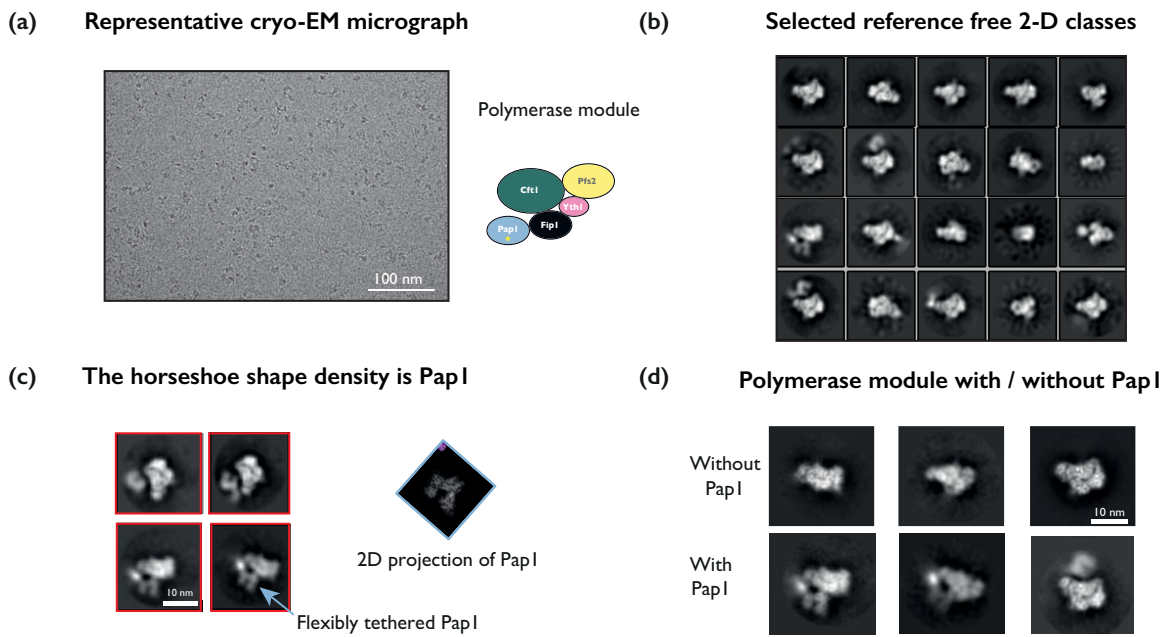 (a) Representative cryo-EM micrograph
100 nm
Polymerase module
Cft1
Pfs2
Yth1
Pap1
Fip1
(b) Selected reference free 2-D classes
(c) The horseshoe shape density is Pap1
10 nm
2D projection of Pap1
Flexibly tethered Pap1
(d) Polymerase module with / without Pap1
Without
Pap1
10 nm
With
Pap1